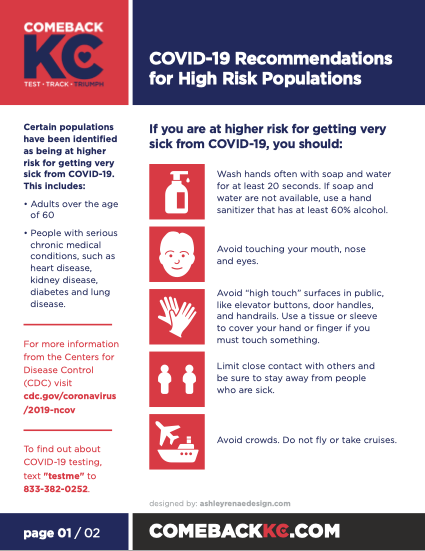 COMEBACK
KC
TEST • TRACK • TRIUMPH
COVID-19 Recommendations
for High Risk Populations
Certain populations
have been identified
as being at higher
risk for getting very
sick from COVID-19.
This includes:
• Adults over the age
of 60
• People with serious
chronic medical
conditions, such as
heart disease,
kidney disease,
diabetes and lung
disease.
For more information
from the Centers for
Disease Control
(CDC) visit
cdc.gov/coronavirus
/2019-ncov
To find out about
COVID-19 testing,
text "testme" to
833-382-0252.
If you are at higher risk for getting very
sick from COVID-19, you should:
Wash hands often with soap and water
for at least 20 seconds. If soap and
water are not available, use a hand
sanitizer that has at least 60% alcohol.
Avoid touching your mouth, nose
and eyes.
Avoid “high touch” surfaces in public,
like elevator buttons, door handles,
and handrails. Use a tissue or sleeve
to cover your hand or finger if you
must touch something.
Limit close contact with others and
be sure to stay away from people
who are sick.
Avoid crowds. Do not fly or take cruises.
designed by: ashleyrenaedesign.com
page 01 / 02
COMEBACKKC.COM